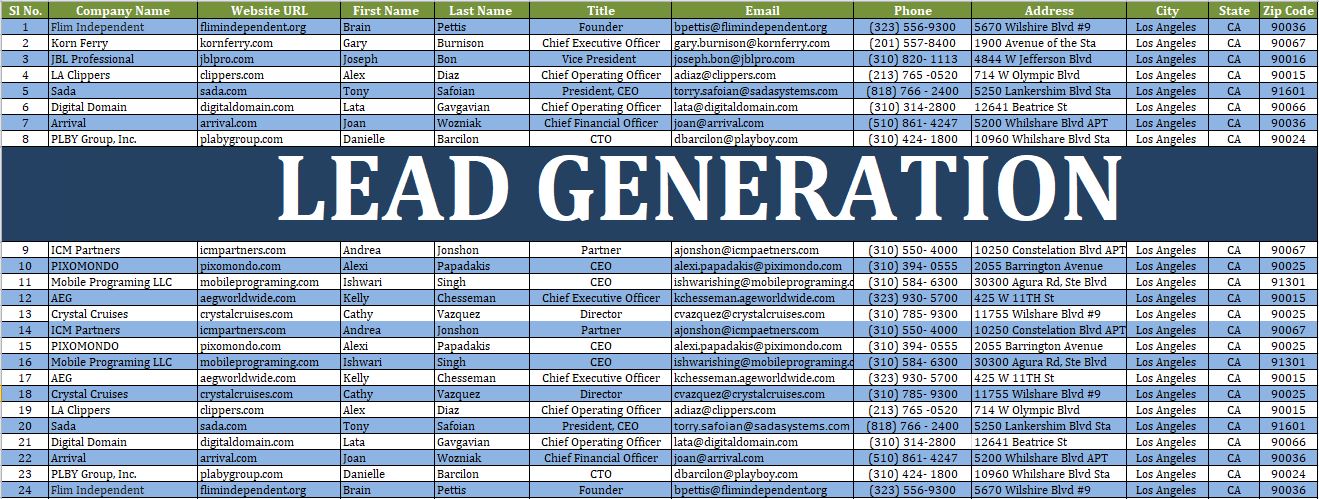 Sl No. Company Name Website URL First Name Last Name Title Email Phone Address City State Zip Code
1 Flim Independent flimindependent.org Brain Pettis Founder bpettis@flimindependent.org (323) 556-9300 5670 Wilshire Blvd #9 Los Angeles CA 90036
2 Korn Ferry kornferry.com Gary Burnison Chief Executive Officer gary.burnison@kornferry.com (201) 557-8400 1900 Avenue of the Sta Los Angeles CA 90067
3 JBL Professional jblpro.com Joseph Bon Vice President joseph.bon@jblpro.com (310) 820- 1113 4844 W Jefferson Blvd Los Angeles CA 90016
4 LA Clippers clippers.com Alex Diaz Chief Operating Officer adiaz@clippers.com (213) 765 -0520 714 W Olympic Blvd Los Angeles CA 90015
5 Sada sada.com Tony Safoian President, CEO torry.safoian@sadasystems.com (818) 766 - 2400 5250 Lankershim Blvd Sta Los Angeles CA 91601
6 Digital Domain digitaldomain.com Lata Gavgavian Chief Operating Officer lata@digitaldomain.com (310) 314-2800 12641 Beatrice St Los Angeles CA 90066
7 Arrival arrival.com Joan Wozniak Chief Financial Officer joan@arrival.com (510) 861- 4247 5200 Whilshare Blvd APT Los Angeles CA 90036
8 PLBY Group, Inc. plabygroup.com Danielle Barcilon CTO dbarcilon@playboy.com (310) 424- 1800 10960 Whilshare Blvd Sta Los Angeles CA 90024
LEAD GENERATION
9 ICM Partners icmpartners.com Andrea Jonshon Partner ajonshon@icmpaetners.com (310) 550- 4000 10250 Constelation Blvd APT Los Angeles CA 90067
10 PIXOMONDO pixomondo.com Alexi Papadakis CEO alexi.papadakis@piximondo.com (310) 394- 0555 2055 Barrington Avenue Los Angeles CA 90025
11 Mobile Programing LLC mobileprograming.com Ishwari Singh CEO ishwarishing@mobileprograming.c (310) 584- 6300 30300 Agura Rd, Ste Blvd Los Angeles CA 91301
12 AEG aegworldwide.com Kelly Chesseman Chief Executive Officer kchesseman.ageworldwide.com (323) 930- 5700 425 W 11TH St Los Angeles CA 90015
13 Crystal Cruises crystalcruises.com Cathy Vazquez Director cvazquez@crystalcruises.com (310) 785- 9300 11755 Wilshare Blvd #9 Los Angeles CA 90025
14 ICM Partners icmpartners.com Andrea Jonshon Partner ajonshon@icmpaetners.com (310) 550- 4000 10250 Constelation Blvd APT Los Angeles CA 90067
15 PIXOMONDO pixomondo.com Alexi Papadakis CEO alexi.papadakis@piximondo.com (310) 394- 0555 2055 Barrington Avenue Los Angeles CA 90025
16 Mobile Programing LLC mobileprograming.com Ishwari Singh CEO ishwarishing@mobileprograming.c (310) 584- 6300 30300 Agura Rd, Ste Blvd Los Angeles CA 91301
17 AEG aegworldwide.com Kelly Chesseman Chief Executive Officer kchesseman.ageworldwide.com (323) 930- 5700 425 W 11TH St Los Angeles CA 90015
18 Crystal Cruises crystalcruises.com Cathy Vazquez Director cvazquez@crystalcruises.com (310) 785- 9300 11755 Wilshare Blvd #9 Los Angeles CA 90025
19 LA Clippers clippers.com Alex Diaz Chief Operating Officer adiaz@clippers.com (213) 765 -0520 714 W Olympic Blvd Los Angeles CA 90015
20 Sada sada.com Tony Safoian President, CEO torry.safoian@sadasystems.com (818) 766 - 2400 5250 Lankershim Blvd Sta Los Angeles CA 91601
21 Digital Domain digitaldomain.com Lata Gavgavian Chief Operating Officer lata@digitaldomain.com (310) 314-2800 12641 Beatrice St Los Angeles CA 90066
22 Arrival arrival.com Joan Wozniak Chief Financial Officer joan@arrival.com (510) 861- 4247 5200 Whilshare Blvd APT Los Angeles CA 90036
23 PLBY Group, Inc. plabygroup.com Danielle Barcilon CTO dbarcilon@playboy.com (310) 424- 1800 10960 Whilshare Blvd Sta Los Angeles CA 90024
24 Flim Independent flimindependent.org Brain Pettis Founder bpettis@flimindependent.org (323) 556-9300 5670 Wilshire Blvd #9 Los Angeles CA 90036